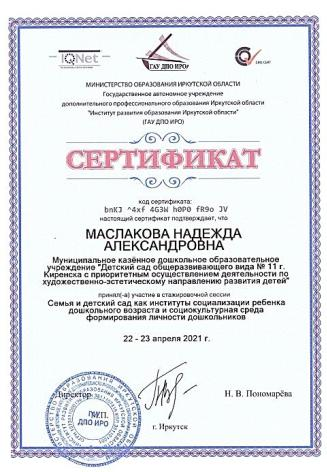 IQNet
ГАУ ДПО ИРО
МИНИСТЕРСТВО ОБРАЗОВАНИЯ ИРКУТСКОЙ ОБЛАСТИ
Государственное автономное учреждение
дополнительного профессионального образования Иркутской области
"Институт развития образования Иркутской области"
(ГАУ ДПО ИРО)
СЕРТИФИКАТ
код сертификата:
bnKJ ^4xf 4G3W h0P0 fR9o JV
настоящий сертификат подтверждает, что
МАСЛАКОВА НАДЕЖДА
АЛЕКСАНДРОВНА
Муниципальное казённое дошкольное образовательное
учреждение "Детский сад общеразвивающего вида № 11 г.
Киренска с приоритетным осуществлением деятельности по
художественно-эстетическому направлению развития детей"
принял(-а) участие в стажировочной сессии
Семья и детский сад как институты социализации ребенка
дошкольного возраста и социокультурная среда
формирования личности дошкольников
22 - 23 апреля 2021 г.
Директор
Н. В. Пономарёва
г. Иркутск
ДПО ИРО